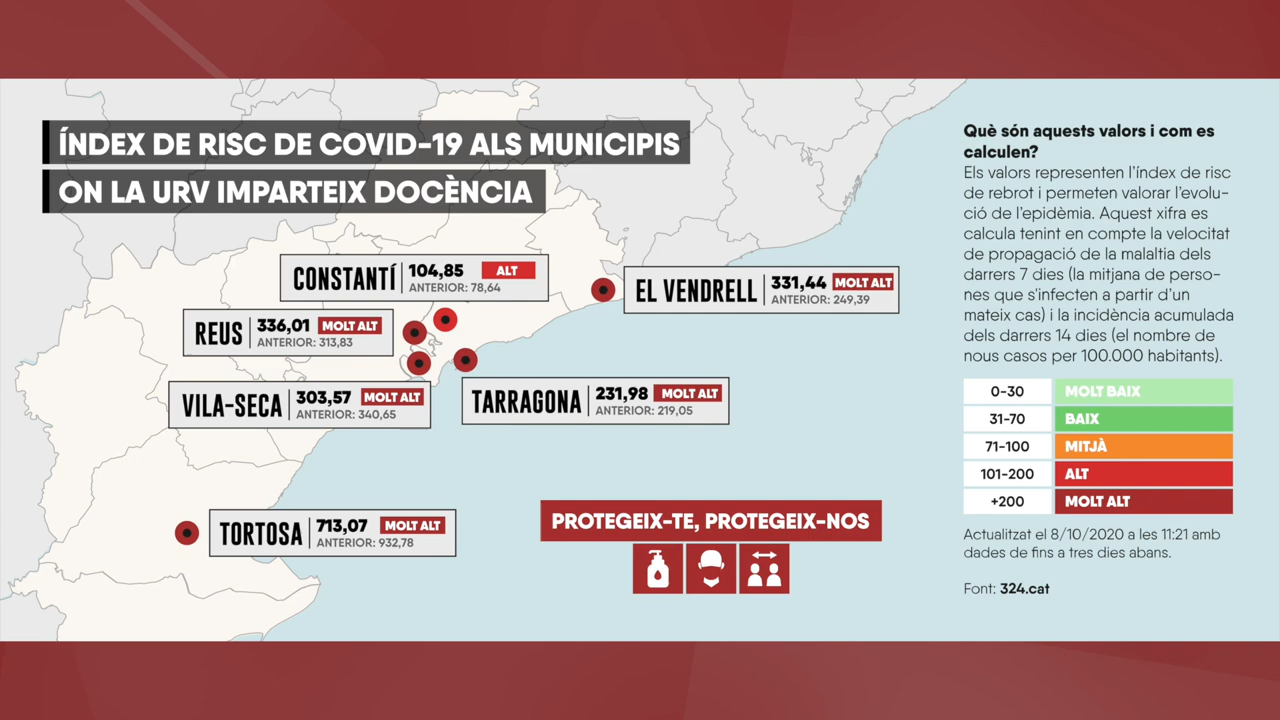 ÍNDEX DE RISC DE COVID-19 ALS MUNICIPIS
ON LA URV IMPARTEIX DOCÈNCIA
CONSTANTÍ
104,85 ALT
ANTERIOR: 78,64
EL VENDRELL
331,44 MOLT ALT
ANTERIOR: 249,39
REUS
336,01 MOLT ALT
ANTERIOR: 313,83
VILA-SECA
303,57 MOLT ALT
ANTERIOR: 340,65
TARRAGONA
231,98 MOLT ALT
ANTERIOR: 219,05
TORTOSA
713,07 MOLT ALT
ANTERIOR: 932,78
PROTEGEIX-TE, PROTEGEIX-NOS
Què són aquests valors i com es
calculen?
Els valors representen l'índex de risc
de rebrot i permeten valorar l'evolu-
ció de l'epidèmia. Aquest xifra es
calcula tenint en compte la velocitat
de propagació de la malaltia dels
darrers 7 dies (la mitjana de perso-
nes que s'infecten a partir d'un
mateix cas) i la incidència acumulada
dels darrers 14 dies (el nombre de
nous casos per 100.000 habitants).
0-30 MOLT BAIX
31-70 BAIX
71-100 MITJÀ
101-200 ALT
+200 MOLT ALT
Actualitzat el 8/10/2020 a les 11:21 amb
dades de fins a tres dies abans.
Font: 324.cat